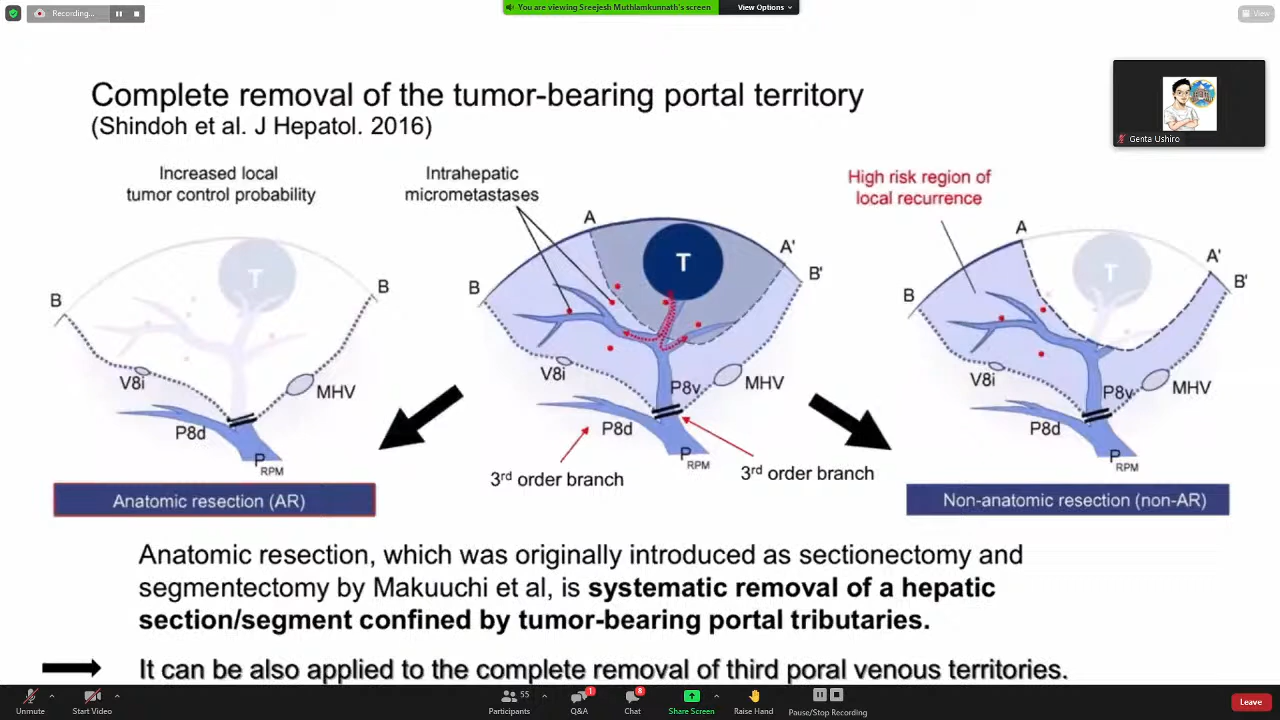 Recording...
You are viewing Sreejesh Muthlamkunnath's screen
View Options
View
Complete removal of the tumor-bearing portal territory
(Shindoh et al. J Hepatol. 2016)
Genta Ushiro
Increased local
tumor control probability
Intrahepatic
micrometastases
High risk region of
local recurrence
T
B
B
V8i
MHV
P8d
P RPM
Anatomic resection (AR)
A
T
A'
B
B'
V8i
P8v
MHV
P8d
P RPM
3rd order branch
3rd order branch
A
T
A'
B
B'
V8i
P8v
MHV
P8d
P RPM
Non-anatomic resection (non-AR)
Anatomic resection, which was originally introduced as sectionectomy and
segmentectomy by Makuuchi et al, is systematic removal of a hepatic
section/segment confined by tumor-bearing portal tributaries.
It can be also applied to the complete removal of third poral venous territories.
Unmute
Start Video
55
Participants
1
Q&A
8
Chat
Share Screen
Raise Hand
Pause/Stop Recording
Leave